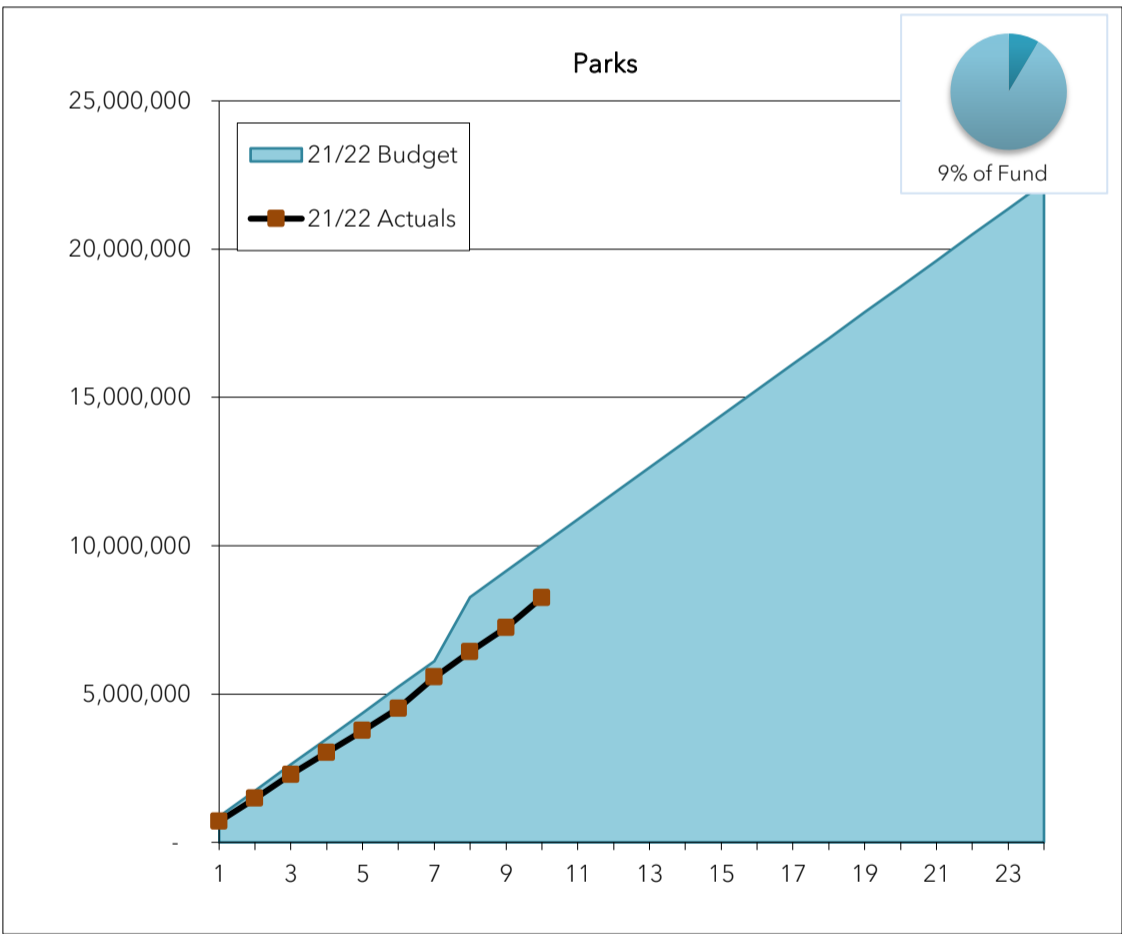 Parks
9% of Fund
25,000,000
21/22 Budget
21/22 Actuals
20,000,000
15,000,000
10,000,000
5,000,000
-
1 3 5 7 9 11 13 15 17 19 21 23